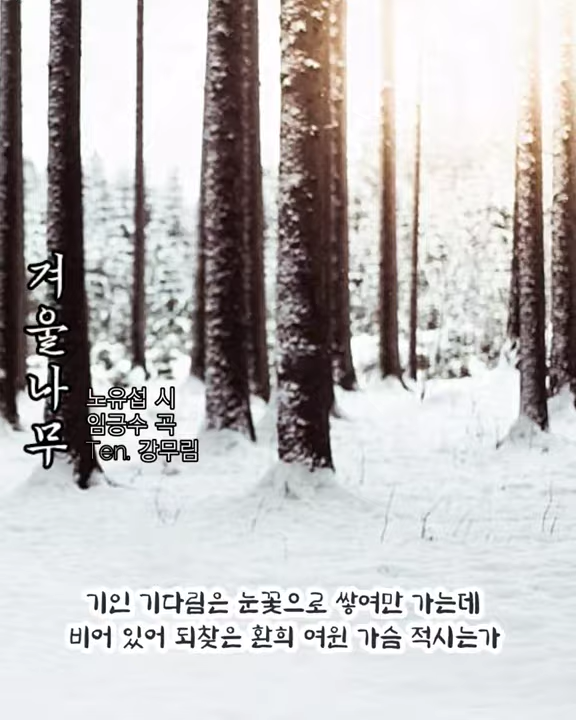 겨울나무
노유섭 시
임긍수 곡
Ten. 강무림
기인 기다림은 눈꽃으로 쌓여만 가는데
비어 있어 되찾은 환희 여윈 가슴 적시는가